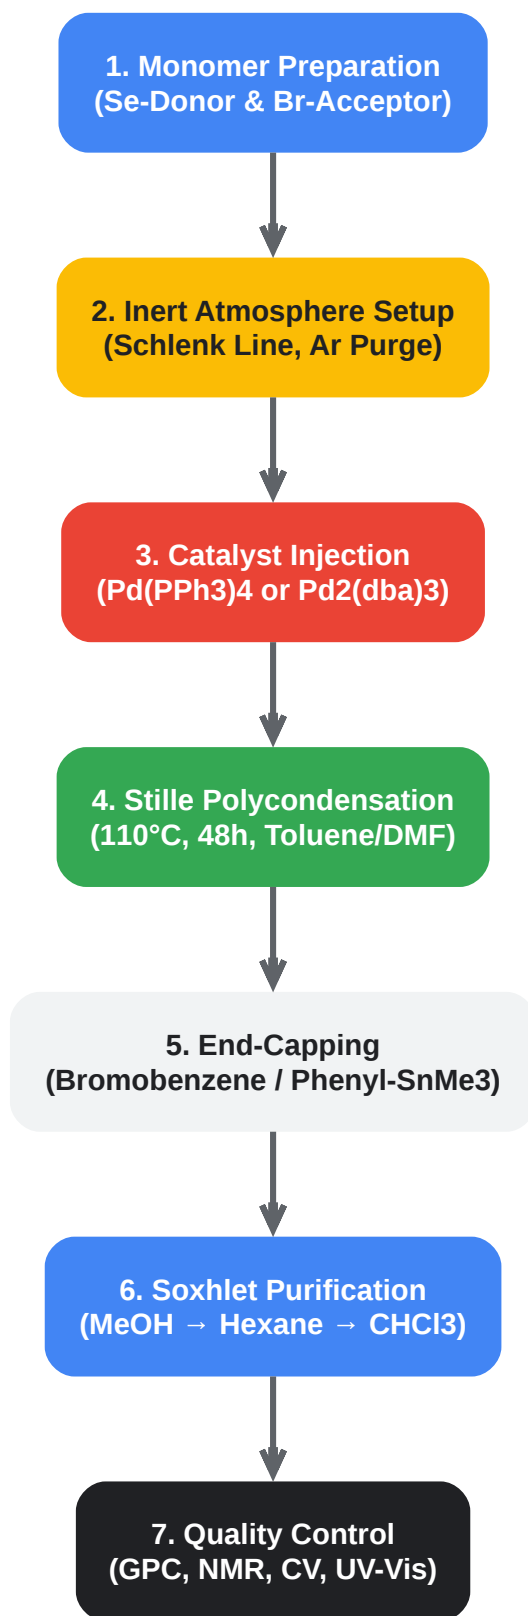 1. Monomer Preparation
(Se-Donor & Br-Acceptor)
2. Inert Atmosphere Setup
(Schlenk Line, Ar Purge)
3. Catalyst Injection
(Pd(PPh3)4 or Pd2(dba)3)
4. Stille Polycondensation
(110°C, 48h, Toluene/DMF)
5. End-Capping
(Bromobenzene / Phenyl-SnMe3)
6. Soxhlet Purification
(MeOH → Hexane → CHCl3)
7. Quality Control
(GPC, NMR, CV, UV-Vis)